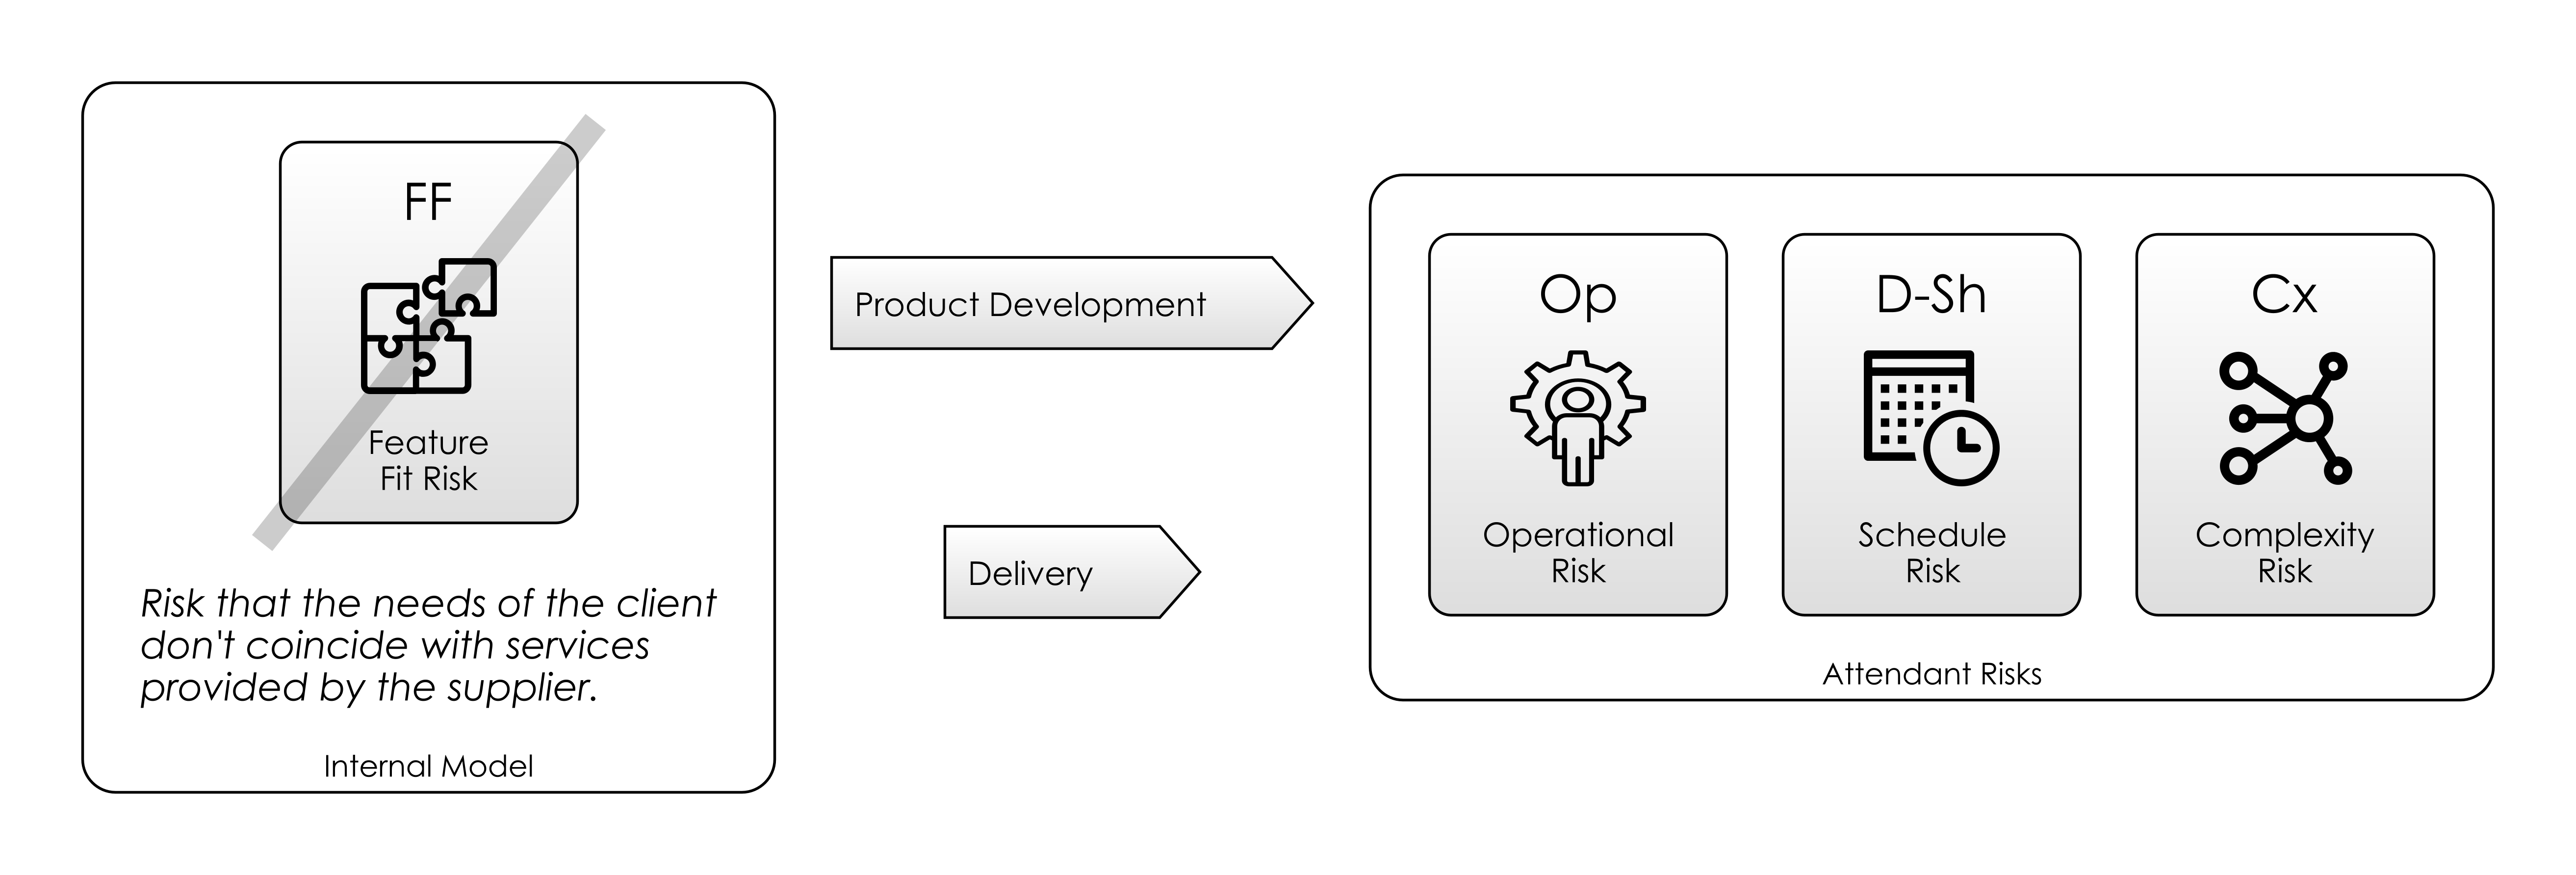 FF
Feature
Fit Risk
Risk that the needs of the client
don't coincide with services
provided by the supplier.
Internal Model
Product Development
Delivery
Op
Operational
Risk
D-Sh
Schedule
Risk
Cx
Complexity
Risk
Attendant Risks